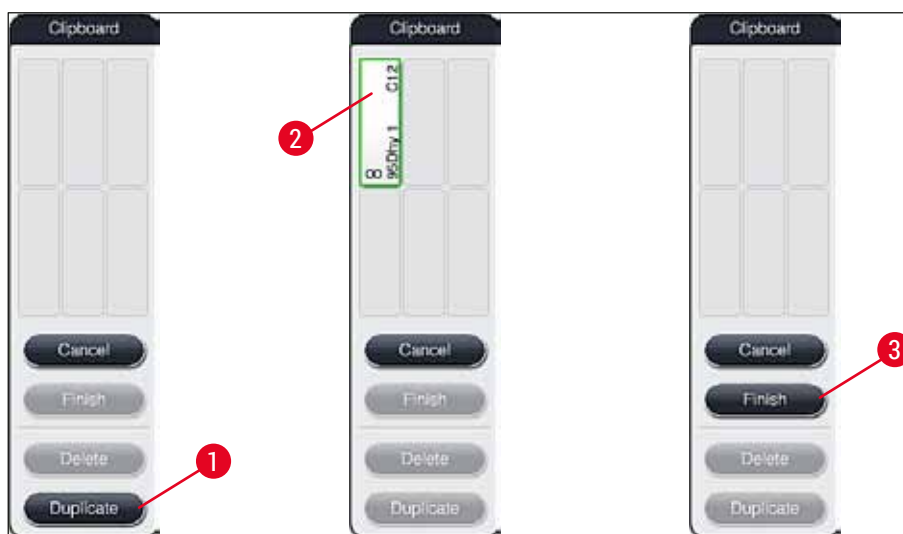 Clipboard
Cancel
Finish
Delete
Duplicate
1
Clipboard
8
95Dhy 1 C12
2
Cancel
Finish
Delete
Duplicate
Clipboard
Cancel
Finish
3
Delete
Duplicate